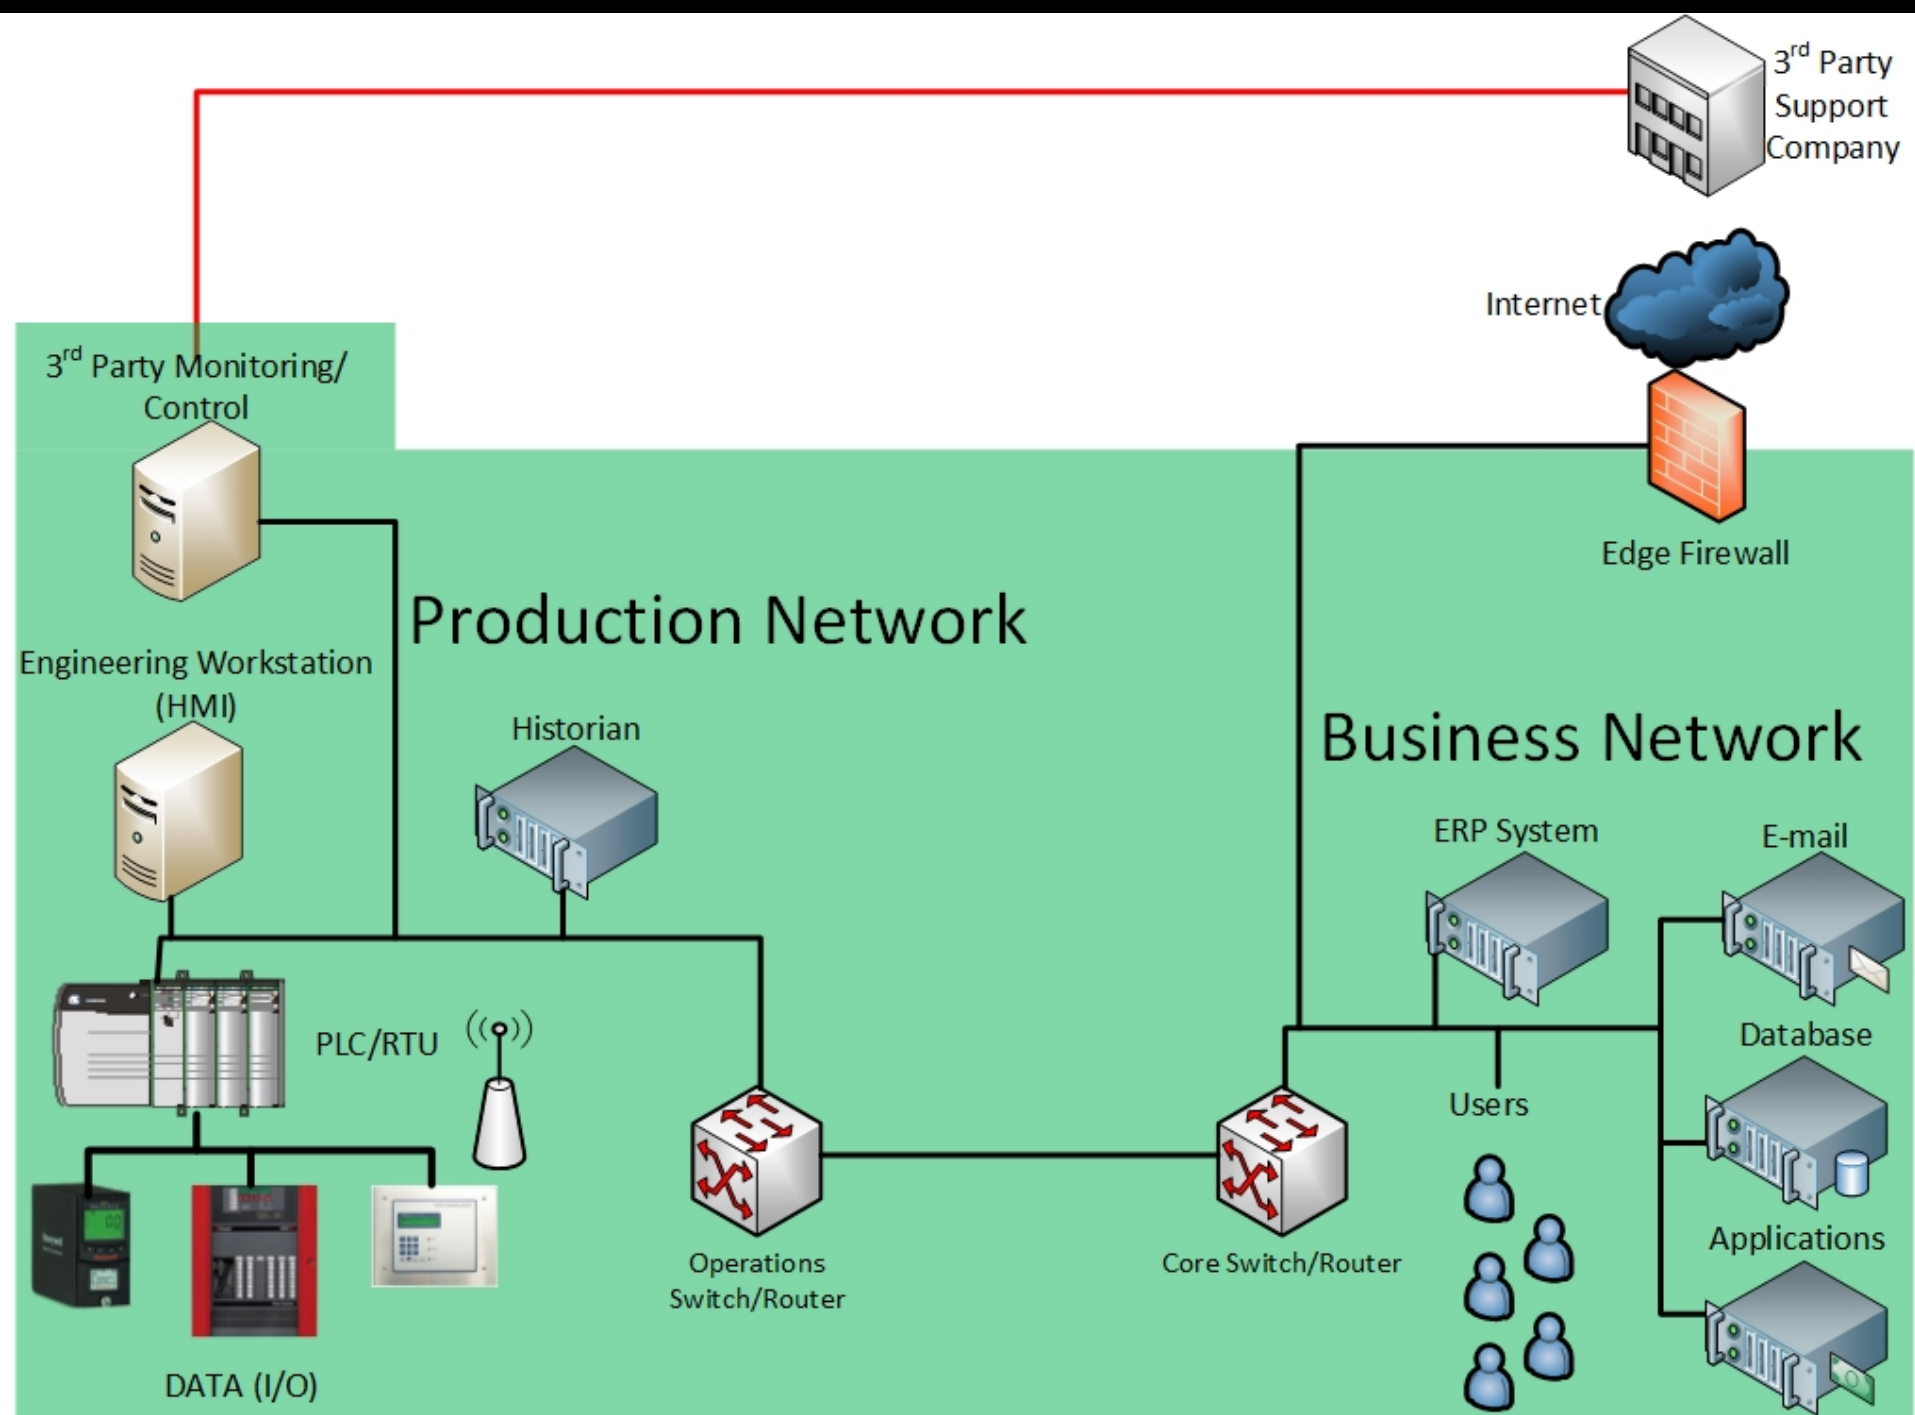 3rd Party
Support
Company
Internet
3rd Party Monitoring/
Control
Edge Firewall
Production Network
Engineering Workstation
(HMI)
Historian
Business Network
ERP System
E-mail
PLC/RTU
Database
Users
Applications
Operations
Switch/Router
Core Switch/Router
DATA (I/O)